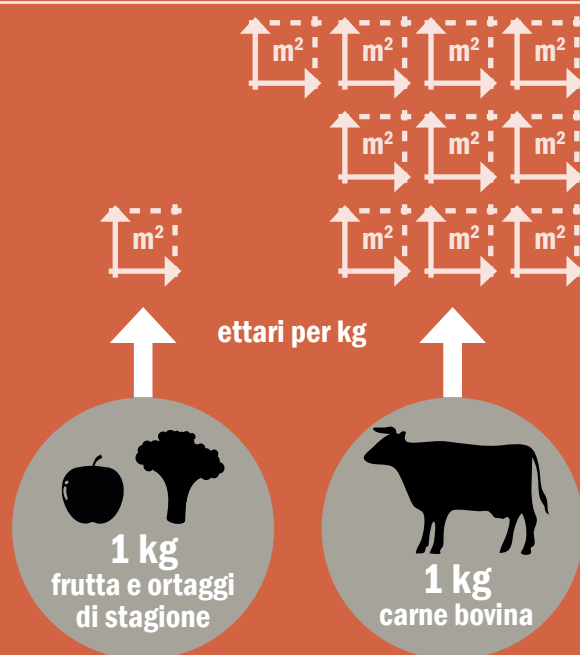 m² m² m² m²
m² m² m²
m² m² m² m²
ettari per kg
1 kg
frutta e ortaggi
di stagione
1 kg
carne bovina